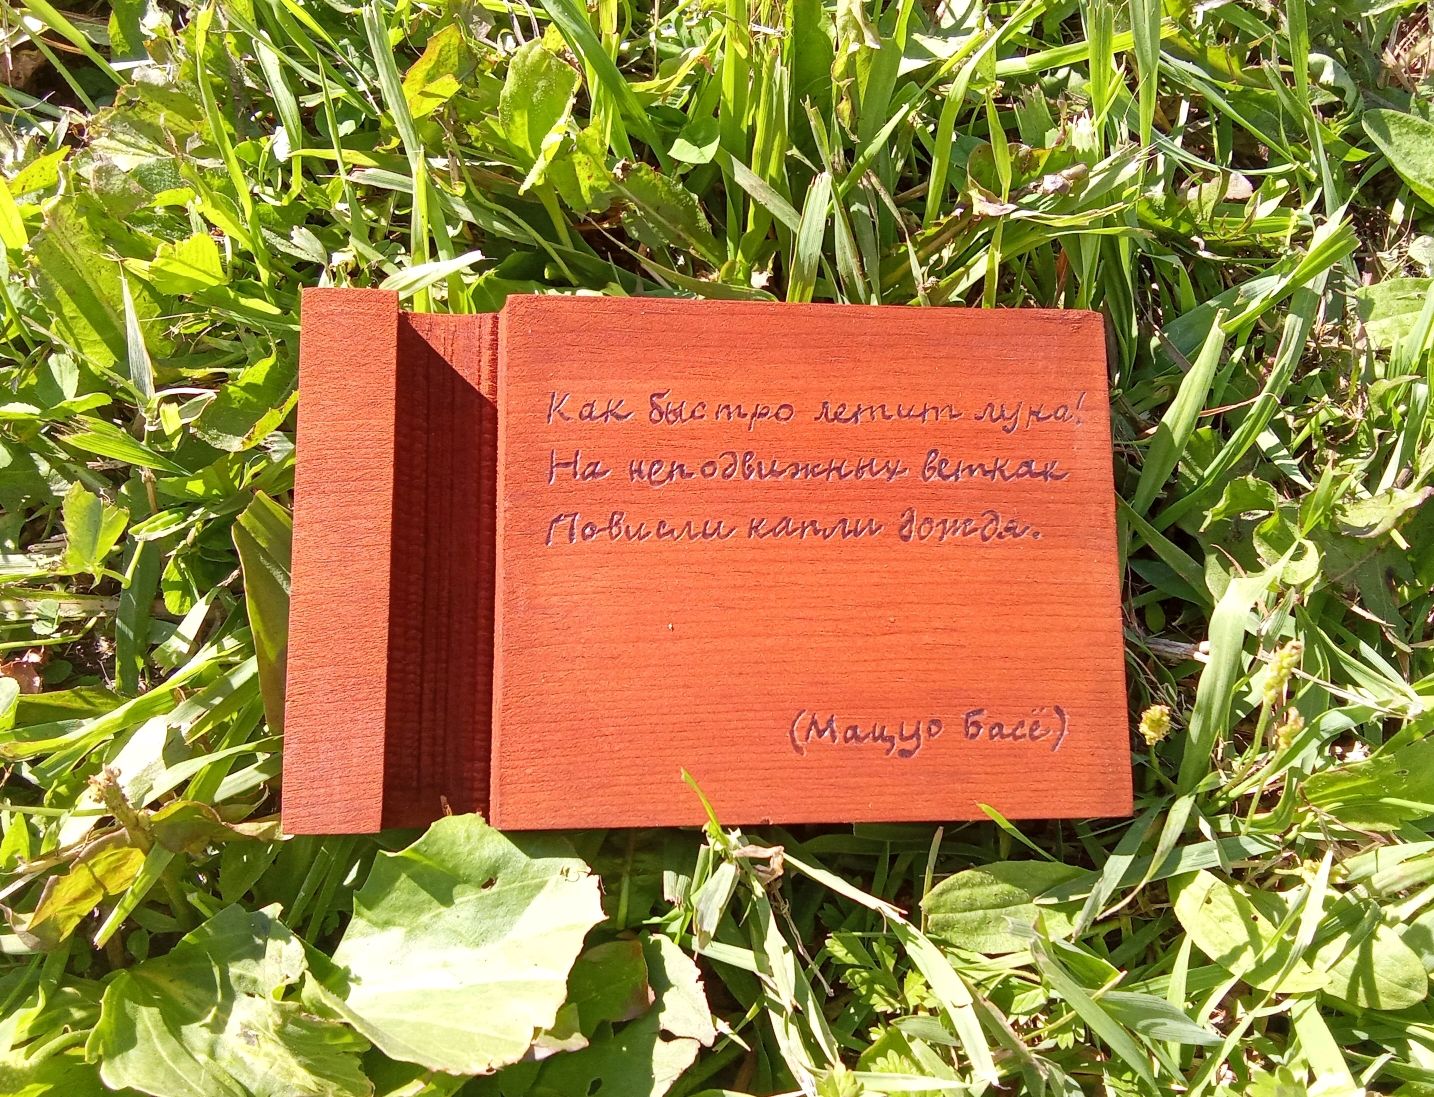 Как быстро летит луна!
На неподвижных ветках
Повисли капли дождя.
(Мацуо Басё)